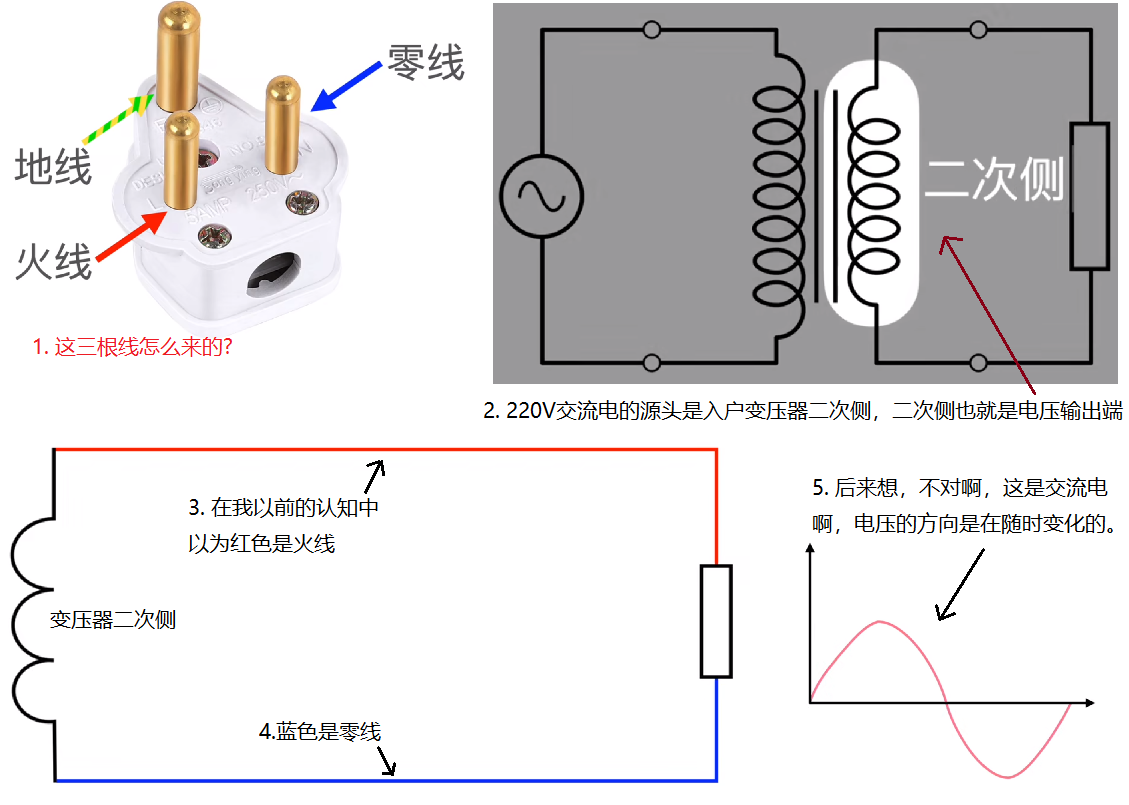 零线
地线
火线
250V~
5AMP
L
1. 这三根线怎么来的?
二次侧
2. 220V交流电的源头是入户变压器二次侧，二次侧也就是电压输出端
3. 在我以前的认知中
以为红色是火线
变压器二次侧
4.蓝色是零线
5. 后来想，不对啊，这是交流电
啊，电压的方向是在随时变化的。